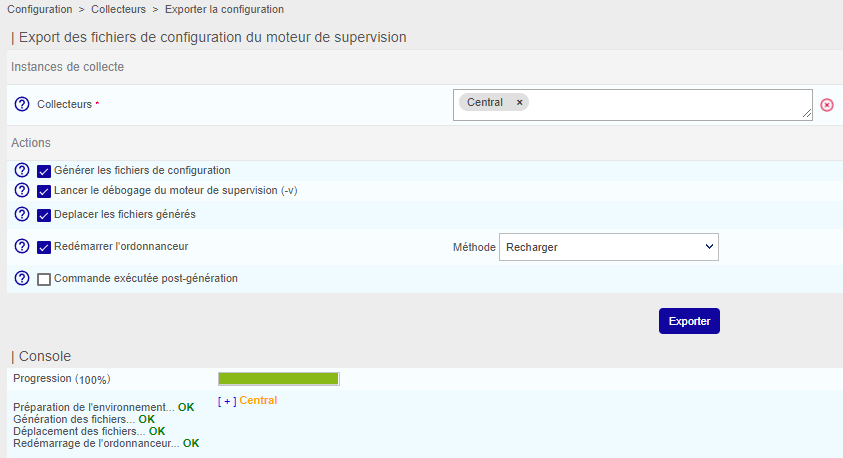 Configuration > Collecteurs > Exporter la configuration
| Export des fichiers de configuration du moteur de supervision
Instances de collecte
Collecteurs * Central ×
Actions
Générer les fichiers de configuration
Lancer le débogage du moteur de supervision (-v)
Deplacer les fichiers générés
Redémarrer l'ordonnanceur Méthode Recharger
Commande exécutée post-génération
Exporter
| Console
Progression (100%)
[ + ] Central
Préparation de l'environnement... OK
Génération des fichiers... OK
Déplacement des fichiers... OK
Redémarrage de l'ordonnanceur... OK